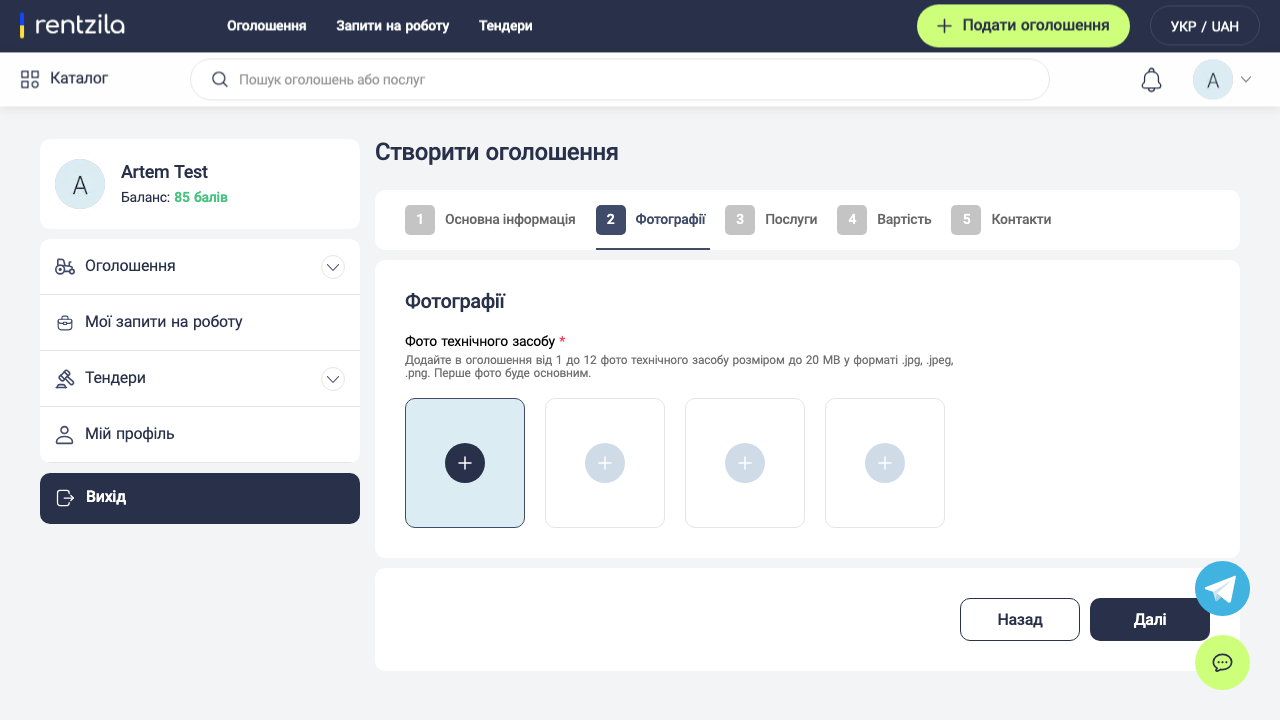 rentzila
Оголошення
Запити на роботу
Тендери
Подати оголошення
УКР / UAH
Каталог
Пошук оголошень або послуг
A
A
Artem Test
Баланс: 85 балів
Оголошення
Мої запити на роботу
Тендери
Мій профіль
Вихід
Створити оголошення
1 Основна інформація
2 Фотографії
3 Послуги
4 Вартість
5 Контакти
Фотографії
Фото технічного засобу *
Додайте в оголошення від 1 до 12 фото технічного засобу розміром до 20 МВ у форматі .jpg, .jpeg,
.png. Перше фото буде основним.
Назад
Далі